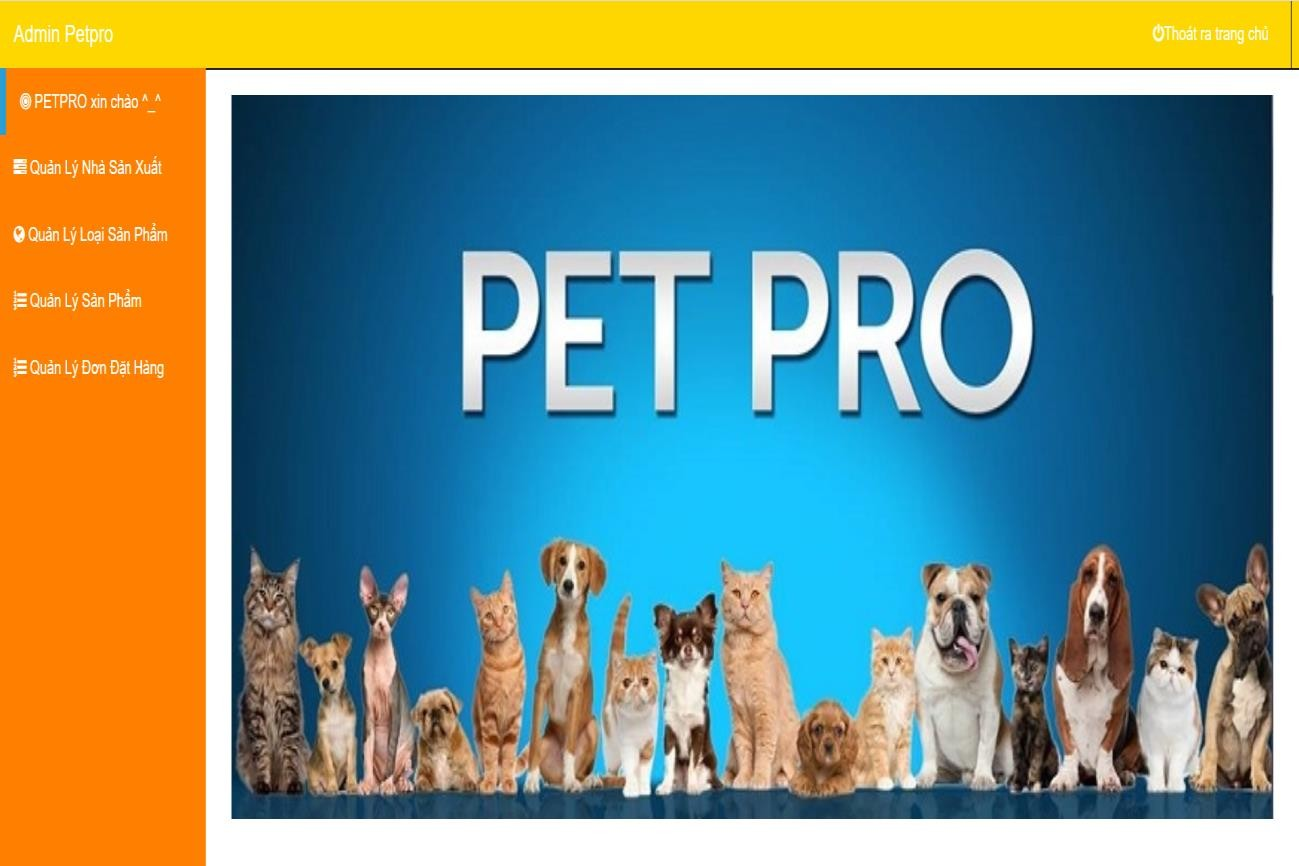 Admin Petpro
Thoát ra trang chủ
PETPRO xin chào ^_^
Quản Lý Nhà Sản Xuất
Quản Lý Loại Sản Phẩm
Quản Lý Sản Phẩm
Quản Lý Đơn Đặt Hàng
PET PRO